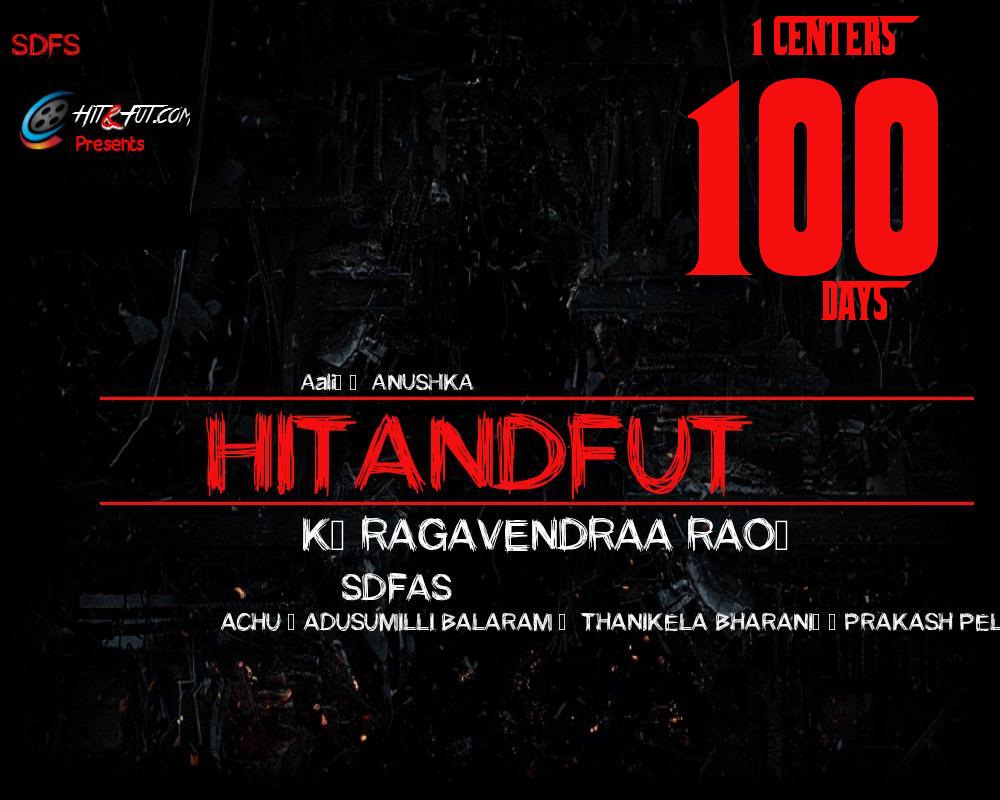 SDFS
HIT&FUT.COM
Presents
1 CENTERS
100
DAYS
Aali ANUSHKA
HITANDFUT
K RAGAVENDRAA RAO
SDFAS
ACHU ADUSUMILLI BALARAM THANIKELA BHARANI PRAKASH PEL